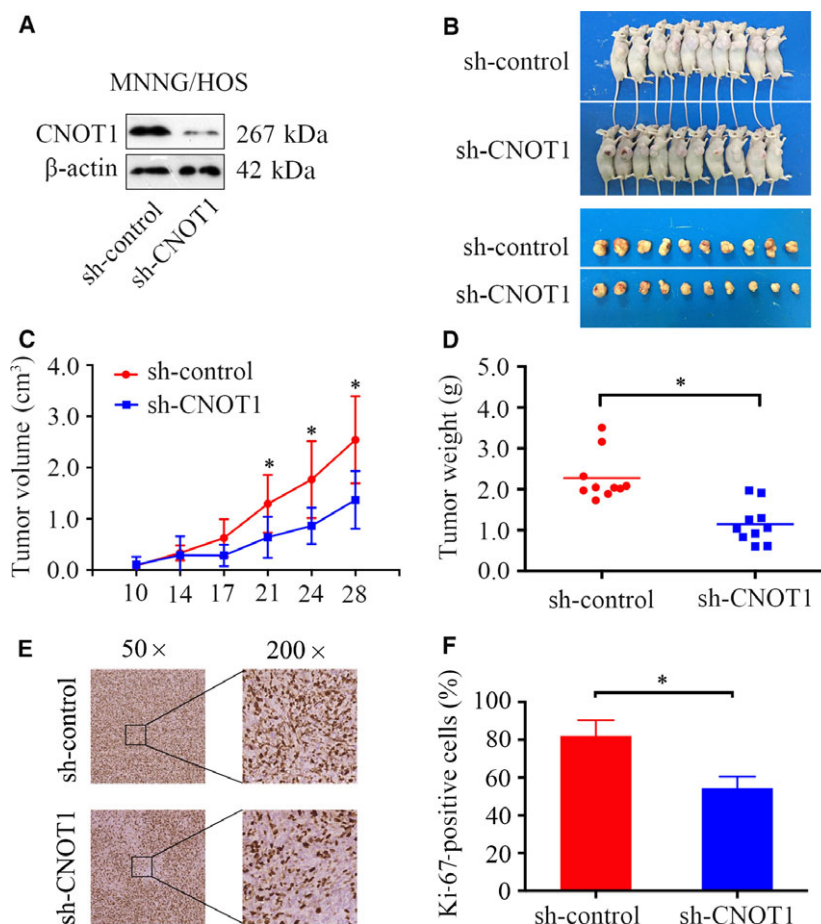 A
MNNG/HOS
CNOT1 267 kDa
β-actin 42 kDa
sh-control
sh-CNOT1
B
sh-control
sh-CNOT1
sh-control
sh-CNOT1
C
sh-control
sh-CNOT1
Tumor volume (cm³)
4.0
3.0
2.0
1.0
0.0
* * *
10 14 17 21 24 28
D
Tumor weight (g)
5.0
4.0
3.0
2.0
1.0
0.0
*
sh-control sh-CNOT1
E
50 × 200 ×
sh-control
sh-CNOT1
F
Ki-67-positive cells (%)
100
80
60
40
20
0
*
sh-control sh-CNOT1